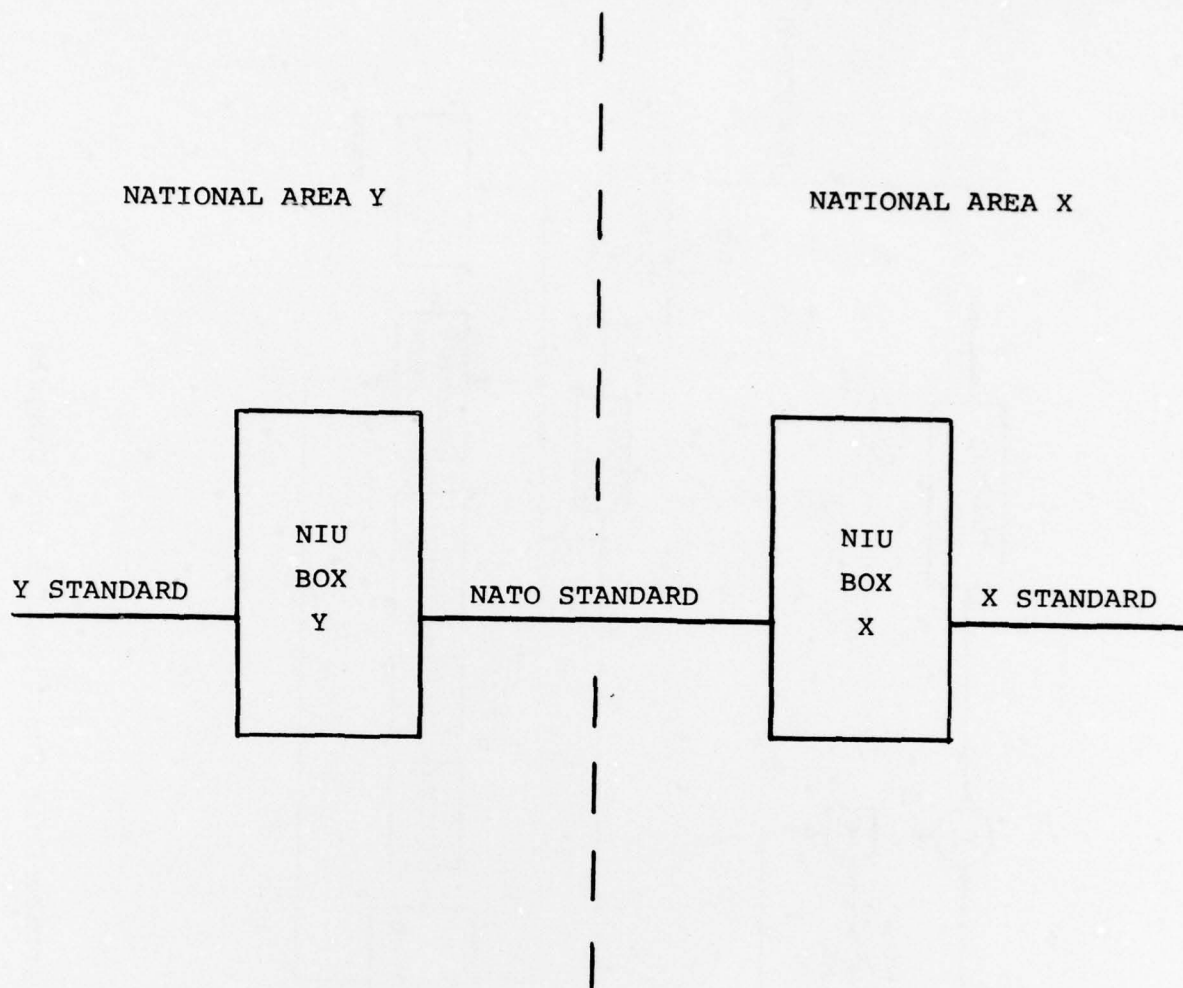 NATIONAL AREA Y
NATIONAL AREA X
NIU
BOX
Y
NIU
BOX
X
Y STANDARD
NATO STANDARD
X STANDARD